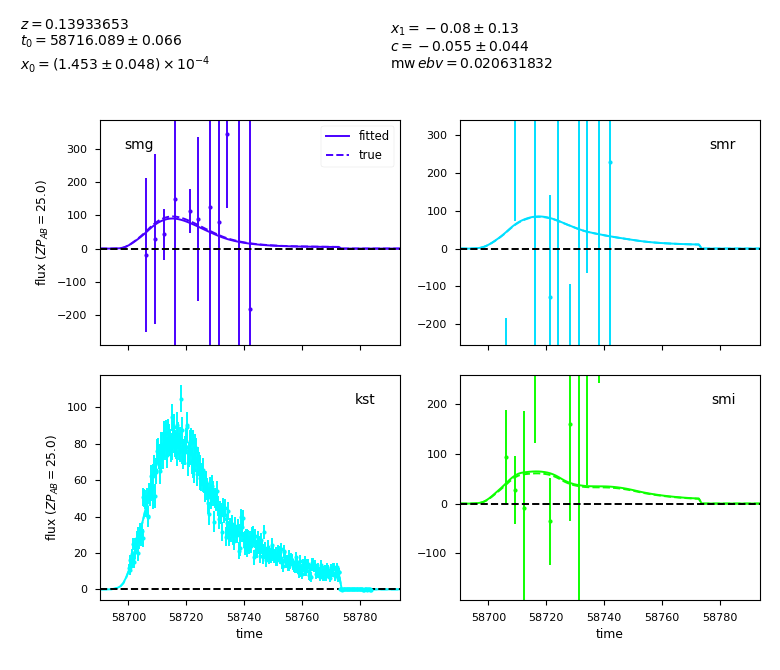 z = 0.13933653
t₀ = 58716.089 ± 0.066
x₀ = (1.453 ± 0.048) × 10⁻⁴
x₁ = −0.08 ± 0.13
c = −0.055 ± 0.044
mw ebv = 0.020631832
smg
fitted
true
300
200
100
0
−100
−200
flux (ZP_AB = 25.0)
smr
300
200
100
0
−100
−200
kst
100
80
60
40
20
0
flux (ZP_AB = 25.0)
58700 58720 58740 58760 58780
time
smi
200
100
0
−100
58700 58720 58740 58760 58780
time